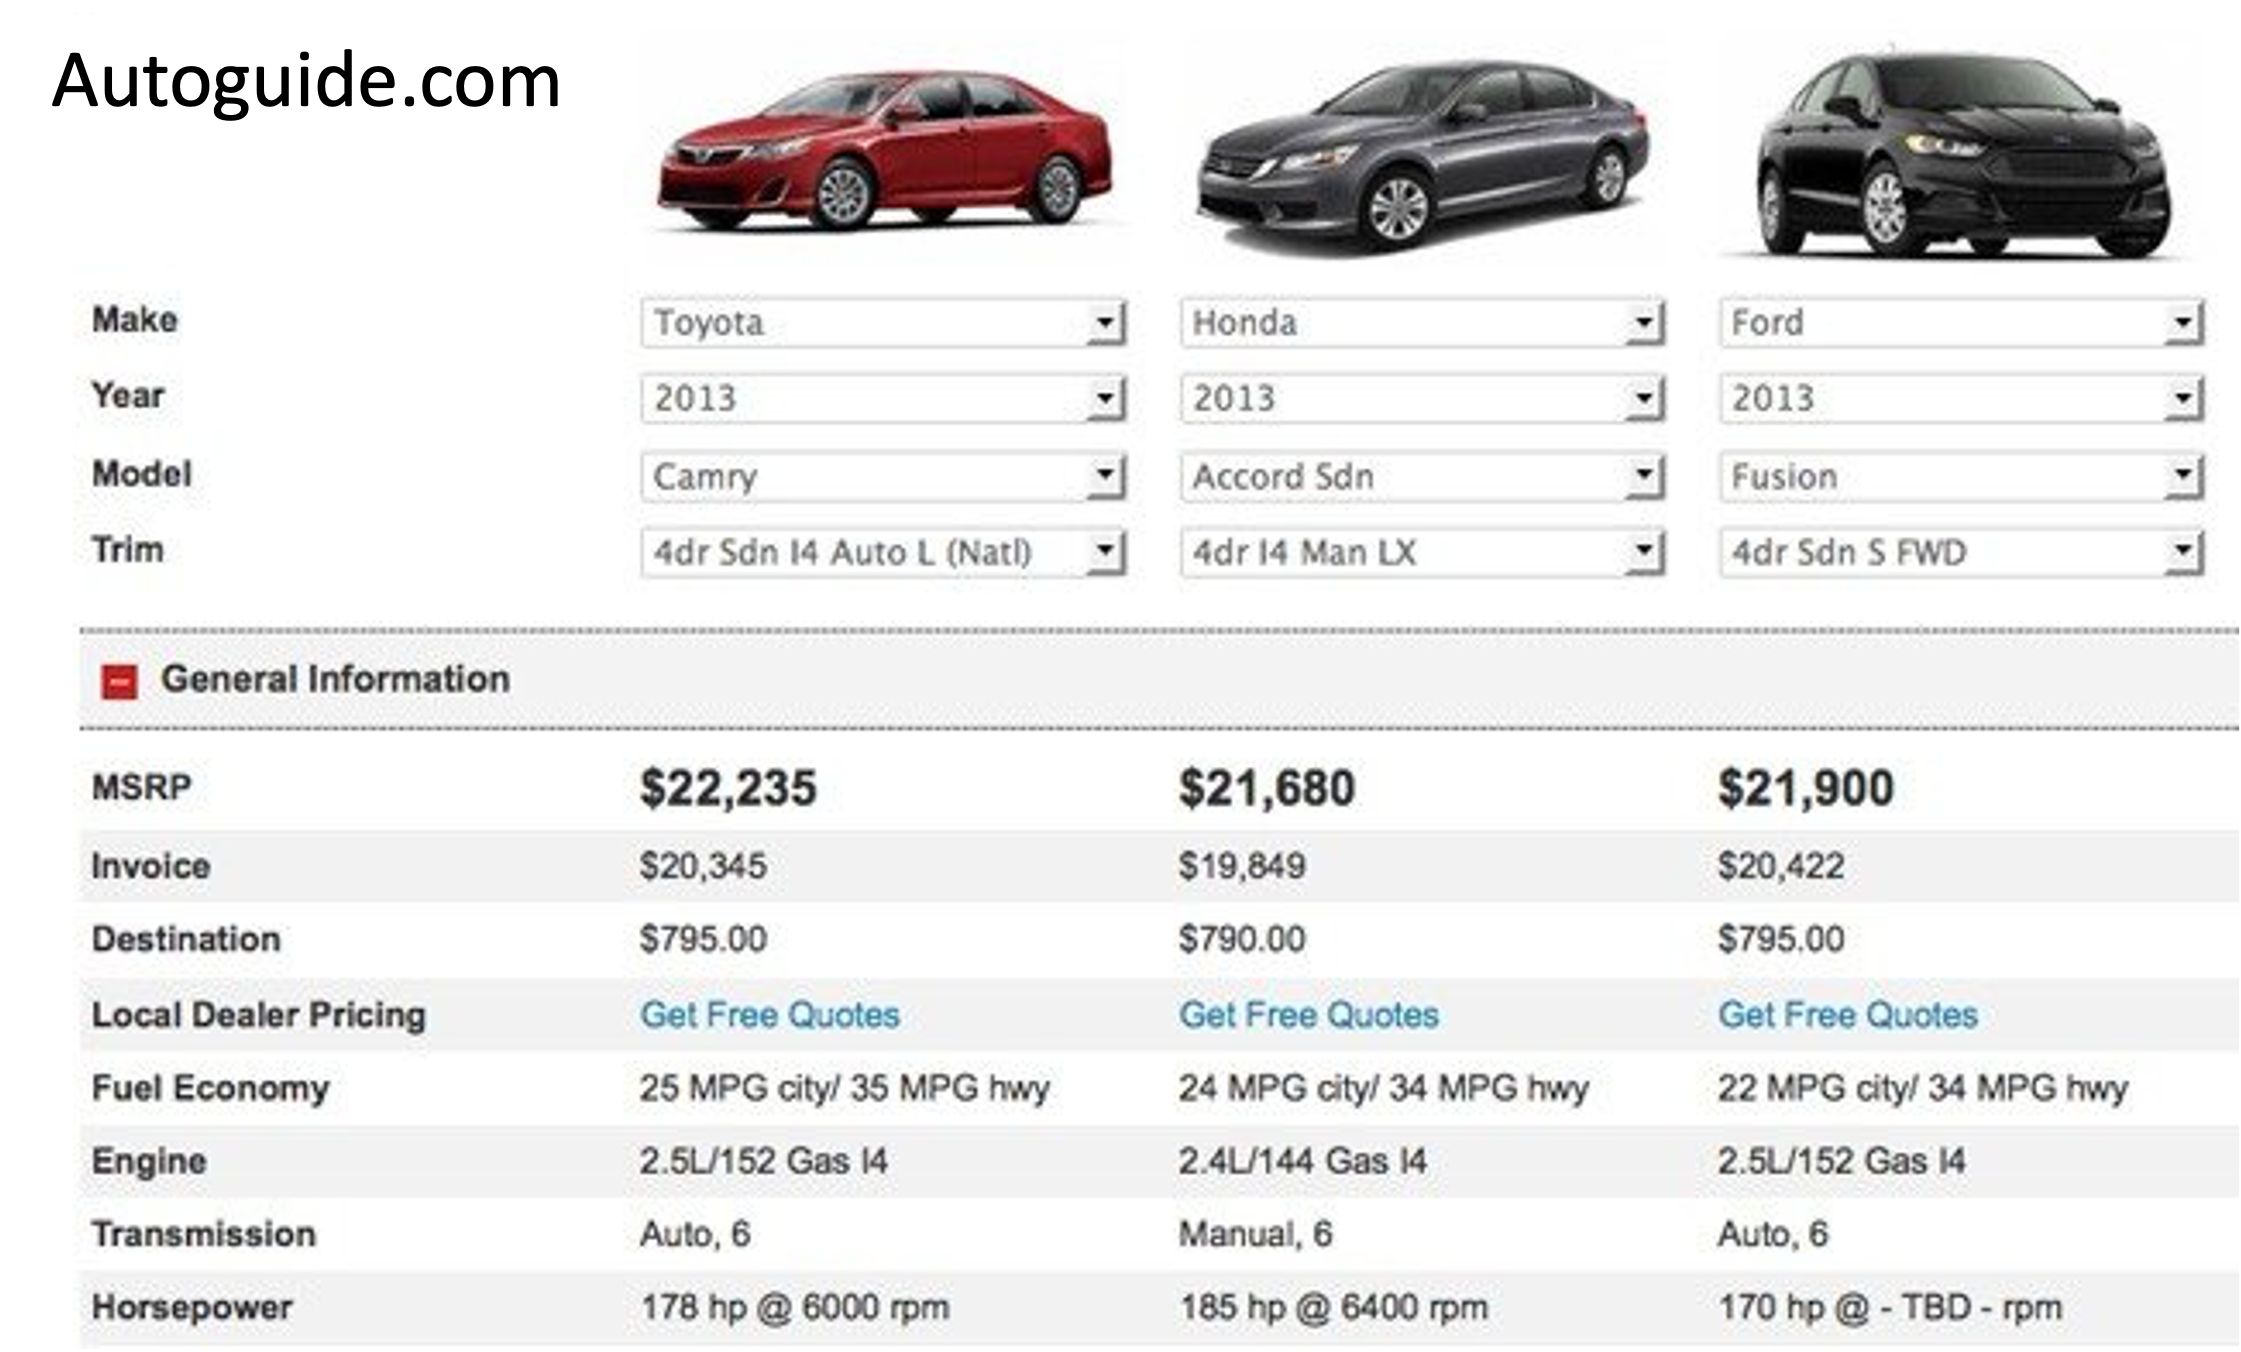 Autoguide.com
Make Toyota Honda Ford
Year 2013 2013 2013
Model Camry Accord Sdn Fusion
Trim 4dr Sdn I4 Auto L (Natl) 4dr I4 Man LX 4dr Sdn S FWD
General Information
MSRP $22,235 $21,680 $21,900
Invoice $20,345 $19,849 $20,422
Destination $795.00 $790.00 $795.00
Local Dealer Pricing Get Free Quotes Get Free Quotes Get Free Quotes
Fuel Economy 25 MPG city/ 35 MPG hwy 24 MPG city/ 34 MPG hwy 22 MPG city/ 34 MPG hwy
Engine 2.5L/152 Gas I4 2.4L/144 Gas I4 2.5L/152 Gas I4
Transmission Auto, 6 Manual, 6 Auto, 6
Horsepower 178 hp @ 6000 rpm 185 hp @ 6400 rpm 170 hp @ - TBD - rpm